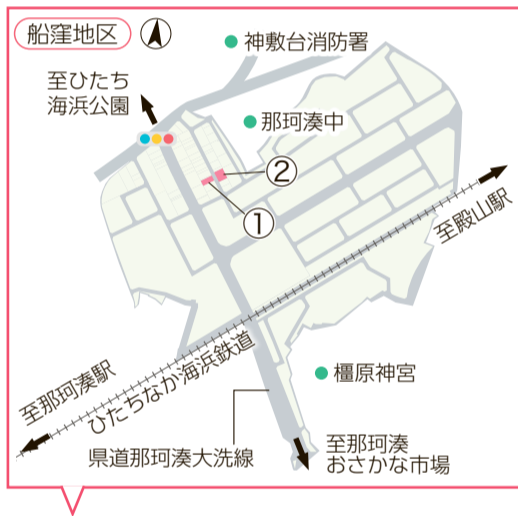 船窪地区
神敷台消防署
至ひたち
海浜公園
那珂湊中
②
①
至殿山駅
至那珂湊駅
ひたちなか海浜鉄道
橿原神宮
県道那珂湊大洗線
至那珂湊
おさかな市場